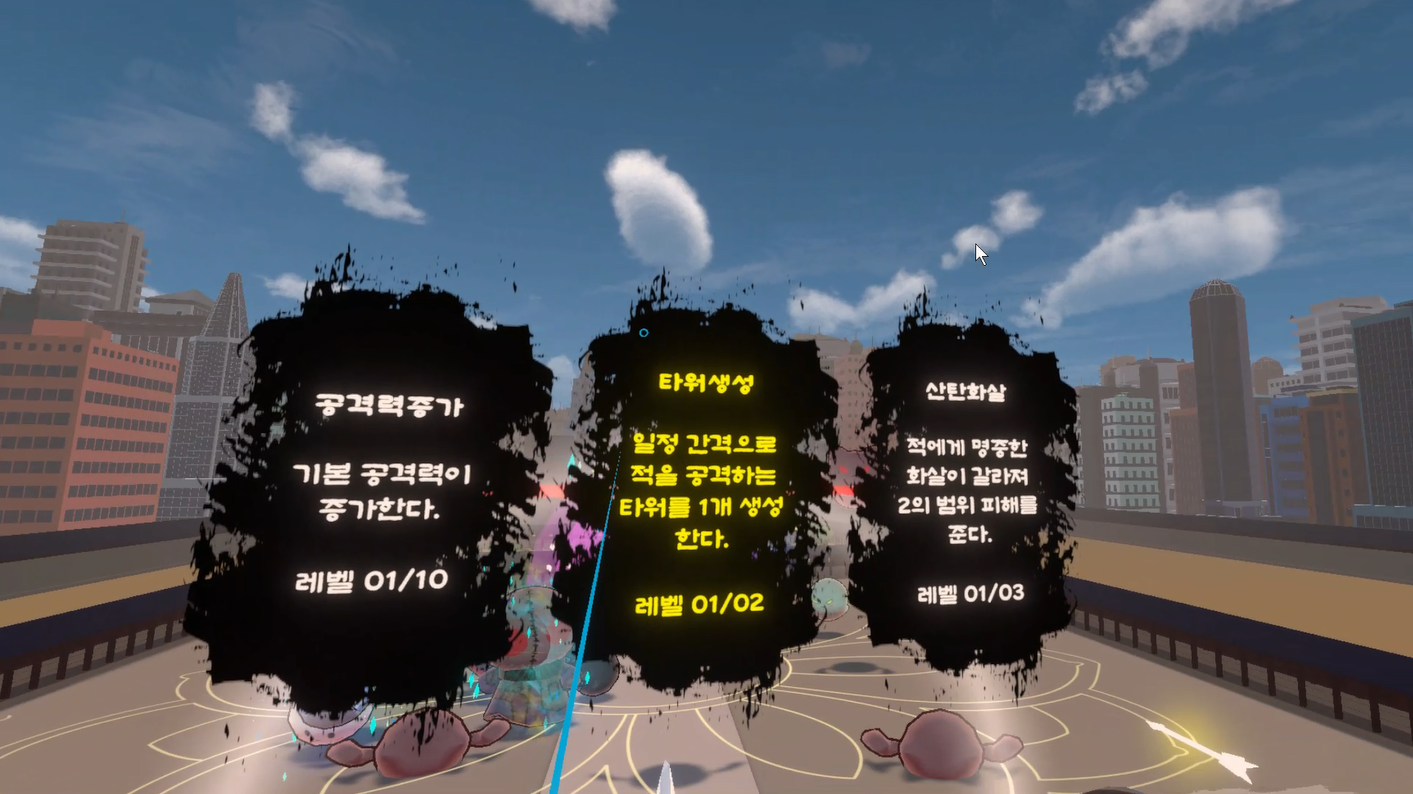 공격력증가
기본 공격력이
증가한다.
레벨 01/10
타워생성
일정 간격으로
적을 공격하는
타워를 1개 생성
한다.
레벨 01/02
산탄화살
적에게 명중한
화살이 갈라져
2의 범위 피해를
준다.
레벨 01/03